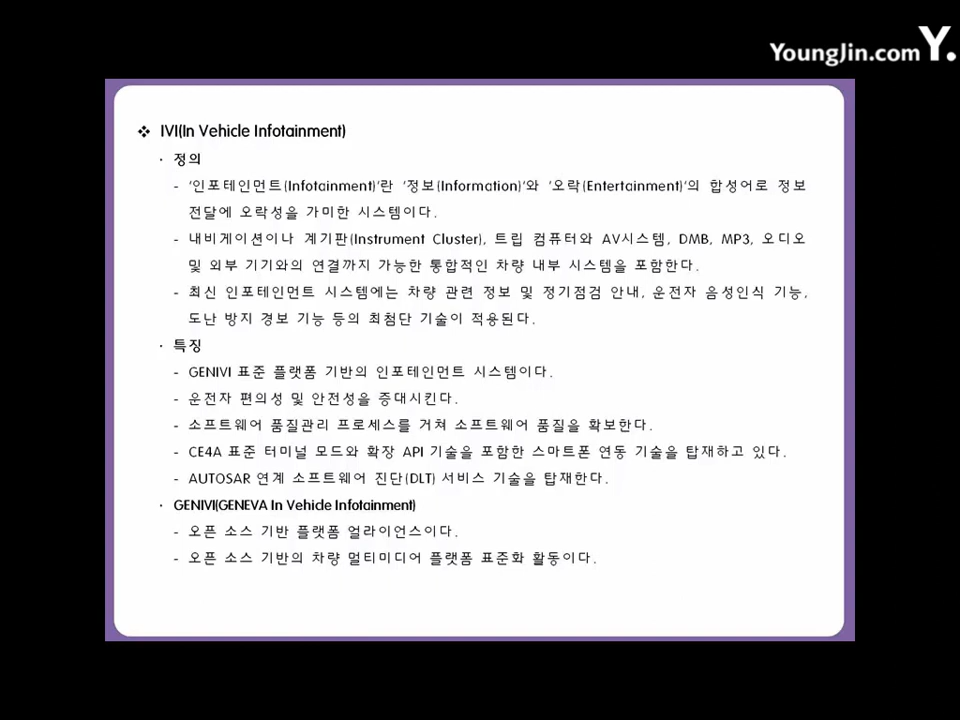 YoungJin.com Y.
❖ IVI(In Vehicle Infotainment)
· 정의
- '인포테인먼트(Infotainment)'란 '정보(Information)'와 '오락(Entertainment)'의 합성어로 정보
전달에 오락성을 가미한 시스템이다.
- 내비게이션이나 계기판(Instrument Cluster), 트립 컴퓨터와 AV시스템, DMB, MP3, 오디오
및 외부 기기와의 연결까지 가능한 통합적인 차량 내부 시스템을 포함한다.
- 최신 인포테인먼트 시스템에는 차량 관련 정보 및 정기점검 안내, 운전자 음성인식 기능,
도난 방지 경보 기능 등의 최첨단 기술이 적용된다.
· 특징
- GENIVI 표준 플랫폼 기반의 인포테인먼트 시스템이다.
- 운전자 편의성 및 안전성을 증대시킨다.
- 소프트웨어 품질관리 프로세스를 거쳐 소프트웨어 품질을 확보한다.
- CE4A 표준 터미널 모드와 확장 API 기술을 포함한 스마트폰 연동 기술을 탑재하고 있다.
- AUTOSAR 연계 소프트웨어 진단(DLT) 서비스 기술을 탑재한다.
· GENIVI(GENEVA In Vehicle Infotainment)
- 오픈 소스 기반 플랫폼 얼라이언스이다.
- 오픈 소스 기반의 차량 멀티미디어 플랫폼 표준화 활동이다.